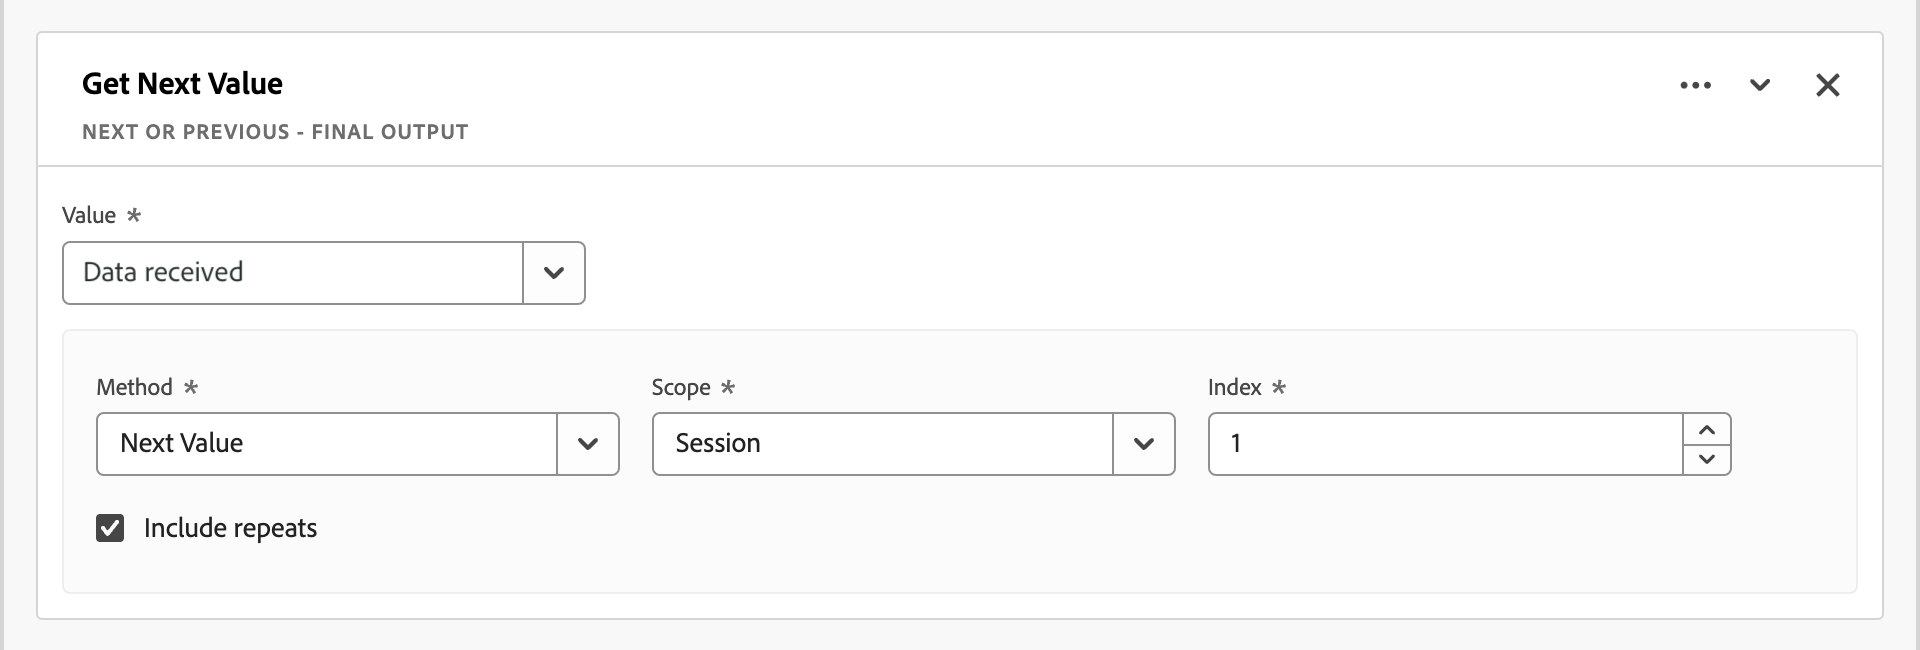 Get Next Value
NEXT OR PREVIOUS - FINAL OUTPUT
Value *
Data received
Method *
Scope *
Index *
Next Value
Session
1
Include repeats